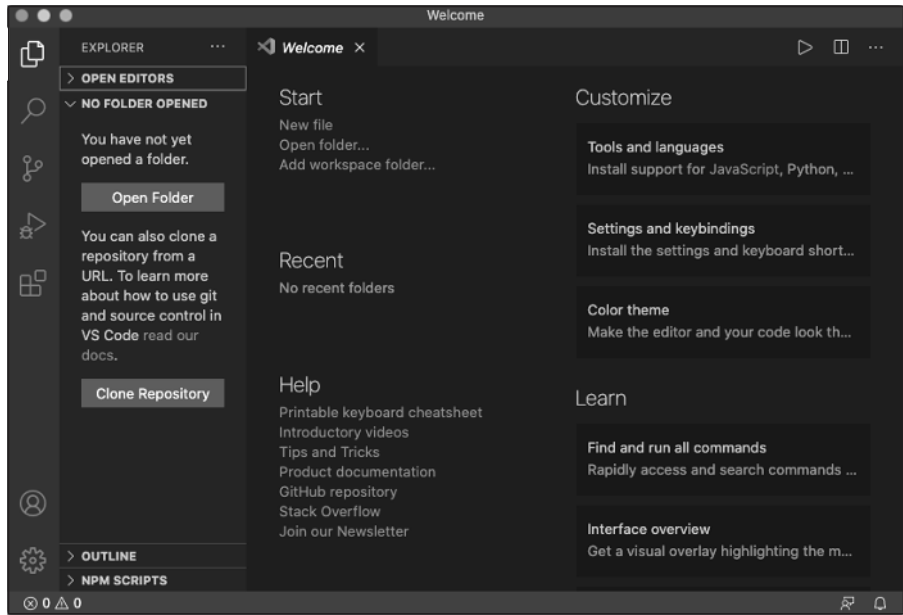 Welcome
EXPLORER
Welcome
OPEN EDITORS
NO FOLDER OPENED
You have not yet
opened a folder.
Open Folder
You can also clone a
repository from a
URL. To learn more
about how to use git
and source control in
VS Code read our
docs.
Clone Repository
OUTLINE
NPM SCRIPTS
Start
New file
Open folder...
Add workspace folder...
Recent
No recent folders
Help
Printable keyboard cheatsheet
Introductory videos
Tips and Tricks
Product documentation
GitHub repository
Stack Overflow
Join our Newsletter
Customize
Tools and languages
Install support for JavaScript, Python, ...
Settings and keybindings
Install the settings and keyboard short...
Color theme
Make the editor and your code look th...
Learn
Find and run all commands
Rapidly access and search commands ...
Interface overview
Get a visual overlay highlighting the m...
0 0